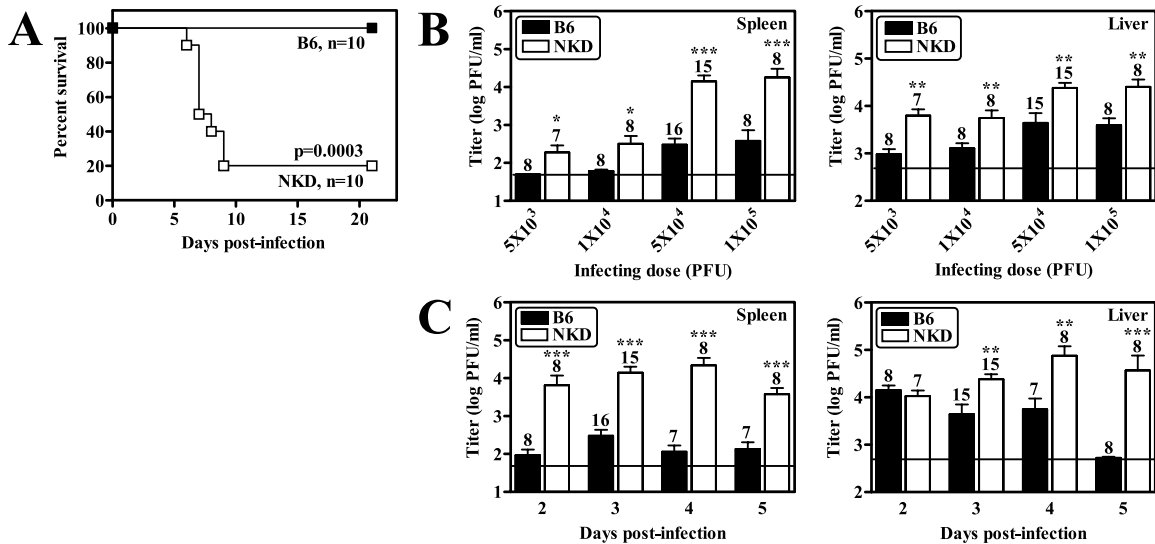 A
Percent survival
100
80
60
40
20
0
B6, n=10
p=0.0003
NKD, n=10
0 5 10 15 20
Days post-infection
B
Titer (log PFU/ml)
6
5
4
3
2
1
B6
NKD
Spleen
8 7 8 8 16 15 8 8
* * *** ***
5X10³ 1X10⁴ 5X10⁴ 1X10⁵
Infecting dose (PFU)
Titer (log PFU/ml)
6
5
4
3
2
B6
NKD
Liver
8 7 8 8 15 15 8 8
** ** ** **
5X10³ 1X10⁴ 5X10⁴ 1X10⁵
Infecting dose (PFU)
C
Titer (log PFU/ml)
6
5
4
3
2
1
B6
NKD
Spleen
8 8 16 15 7 8 7 8
*** *** *** ***
2 3 4 5
Days post-infection
Titer (log PFU/ml)
6
5
4
3
2
B6
NKD
Liver
8 7 15 15 7 8 8 8
** ** ***
2 3 4 5
Days post-infection